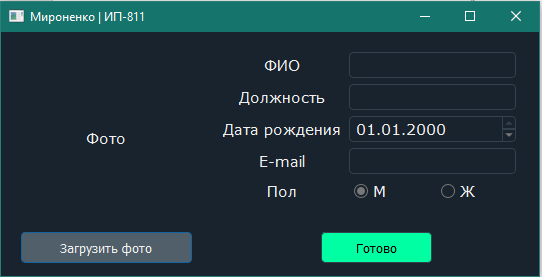 Мироненко | ИП-811
ФИО
Должность
Дата рождения 01.01.2000
Фото
E-mail
Пол М Ж
Загрузить фото Готово